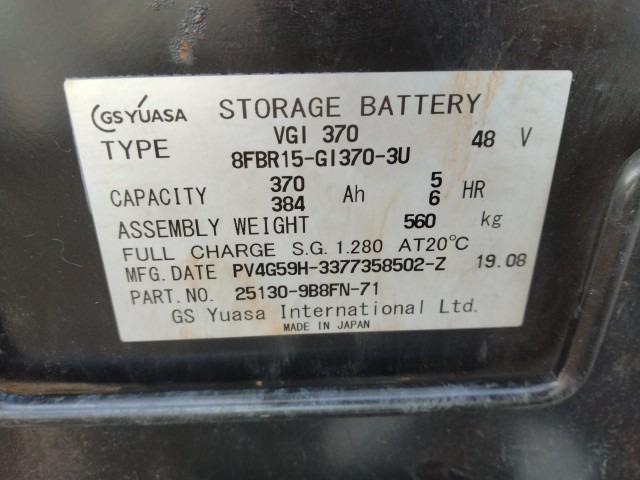 GS YUASA STORAGE BATTERY
TYPE VGI 370 48 V
8FBR15-GI370-3U
CAPACITY 370 Ah 5 HR
384 6
ASSEMBLY WEIGHT 560 kg
FULL CHARGE S.G. 1.280 AT20℃
MFG. DATE PV4G59H-3377358502-Z 19.08
PART. NO. 25130-9B8FN-71
GS Yuasa International Ltd.
MADE IN JAPAN